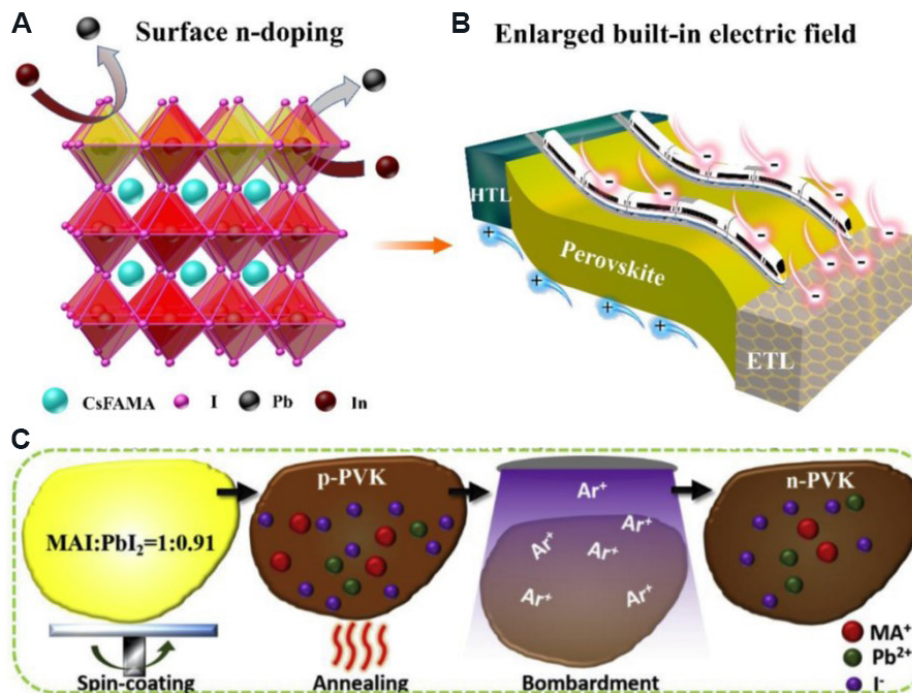 A
Surface n-doping
CsFAMA
I
Pb
In
B
Enlarged built-in electric field
HTL
+
+
+
+
Perovskite
-
-
-
-
-
-
-
-
-
-
-
ETL
C
MAI:PbI₂=1:0.91
Spin-coating
p-PVK
Annealing
Ar⁺
Ar⁺
Ar⁺
Ar⁺
Ar⁺
Ar⁺
Bombardment
n-PVK
MA⁺
Pb²⁺
I⁻